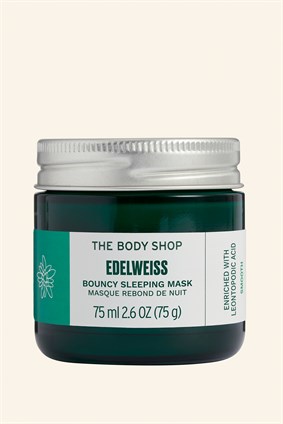 THE BODY SHOP
EDELWEISS
BOUNCY SLEEPING MASK
MASQUE REBOND DE NUIT
75 ml 2.6 OZ (75 g)
ENRICHED WITH
LEONTOPODIC ACID
SMOOTH